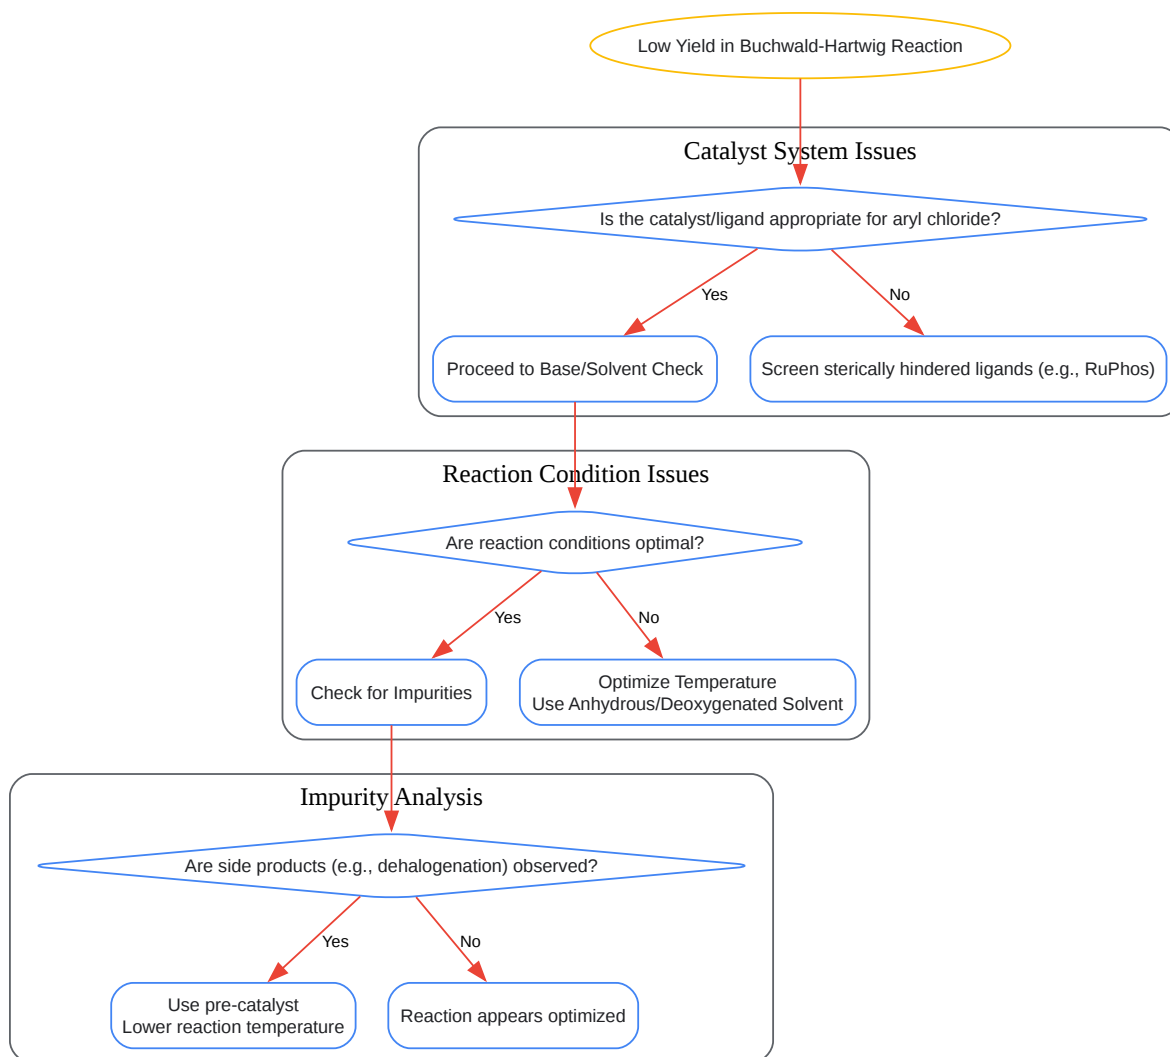 Low Yield in Buchwald-Hartwig Reaction
Catalyst System Issues
Is the catalyst/ligand appropriate for aryl chloride?
Yes
No
Proceed to Base/Solvent Check
Screen sterically hindered ligands (e.g., RuPhos)
Reaction Condition Issues
Are reaction conditions optimal?
Yes
No
Check for Impurities
Optimize Temperature
Use Anhydrous/Deoxygenated Solvent
Impurity Analysis
Are side products (e.g., dehalogenation) observed?
Yes
No
Use pre-catalyst
Lower reaction temperature
Reaction appears optimized